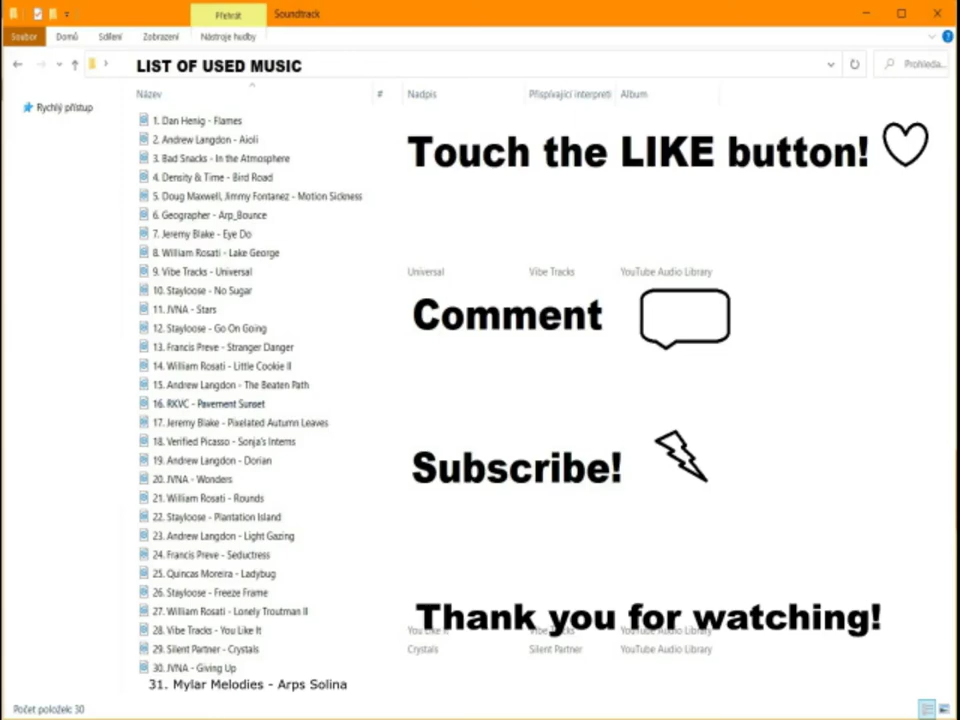 Přehrát
Soundtrack
Soubor
Domů
Sdílení
Zobrazení
Nástroje hudby
LIST OF USED MUSIC
Prohleda...
Rychlý přístup
Název
#
Nadpis
Přispívající interpreti
Album
1. Dan Henig - Flames
2. Andrew Langdon - Aioli
3. Bad Snacks - In the Atmosphere
4. Density & Time - Bird Road
5. Doug Maxwell, Jimmy Fontanez - Motion Sickness
6. Geographer - Arp_Bounce
7. Jeremy Blake - Eye Do
8. William Rosati - Lake George
9. Vibe Tracks - Universal
Universal
Vibe Tracks
YouTube Audio Library
10. Stayloose - No Sugar
11. JVNA - Stars
12. Stayloose - Go On Going
13. Francis Preve - Stranger Danger
14. William Rosati - Little Cookie II
15. Andrew Langdon - The Beaten Path
16. RKVC - Pavement Sunset
17. Jeremy Blake - Pixelated Autumn Leaves
18. Verified Picasso - Sonja's Interns
19. Andrew Langdon - Dorian
20. JVNA - Wonders
21. William Rosati - Rounds
22. Stayloose - Plantation Island
23. Andrew Langdon - Light Gazing
24. Francis Preve - Seductress
25. Quincas Moreira - Ladybug
26. Stayloose - Freeze Frame
27. William Rosati - Lonely Troutman II
28. Vibe Tracks - You Like It
You Like It
Vibe Tracks
YouTube Audio Library
29. Silent Partner - Crystals
Crystals
Silent Partner
YouTube Audio Library
30. JVNA - Giving Up
31. Mylar Melodies - Arps Solina
Touch the LIKE button!
Comment
Subscribe!
Thank you for watching!
Počet položek: 30